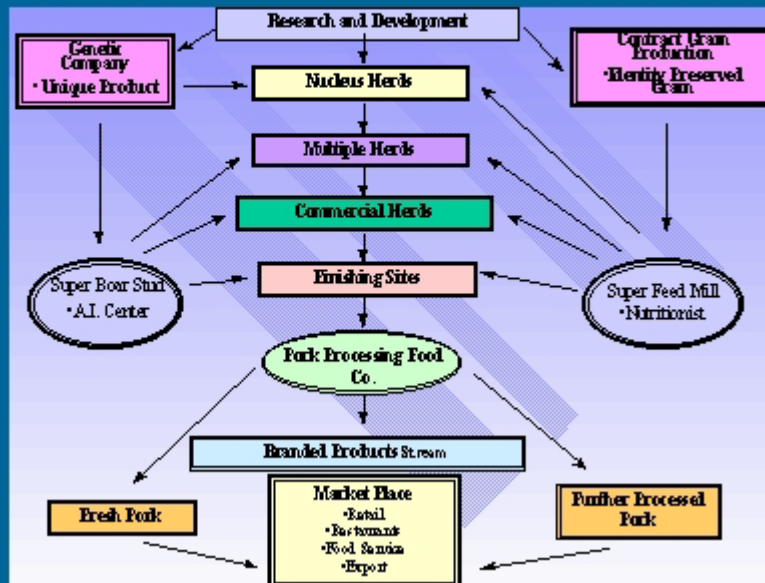 Research and Development
Genetic
Company
• Unique Product
Contract Grain
Production
• Identity Preserved
Grain
Nucleus Herds
Multiple Herds
Commercial Herds
Super Boar Stud
•A.I. Center
Finishing Sites
Super Feed Mill
•Nutritionist
Pork Processing Food
Co.
Branded Products Stream
Fresh Pork
Market Place
•Retail
•Restaurants
•Food Service
•Export
Further Processed
Pork